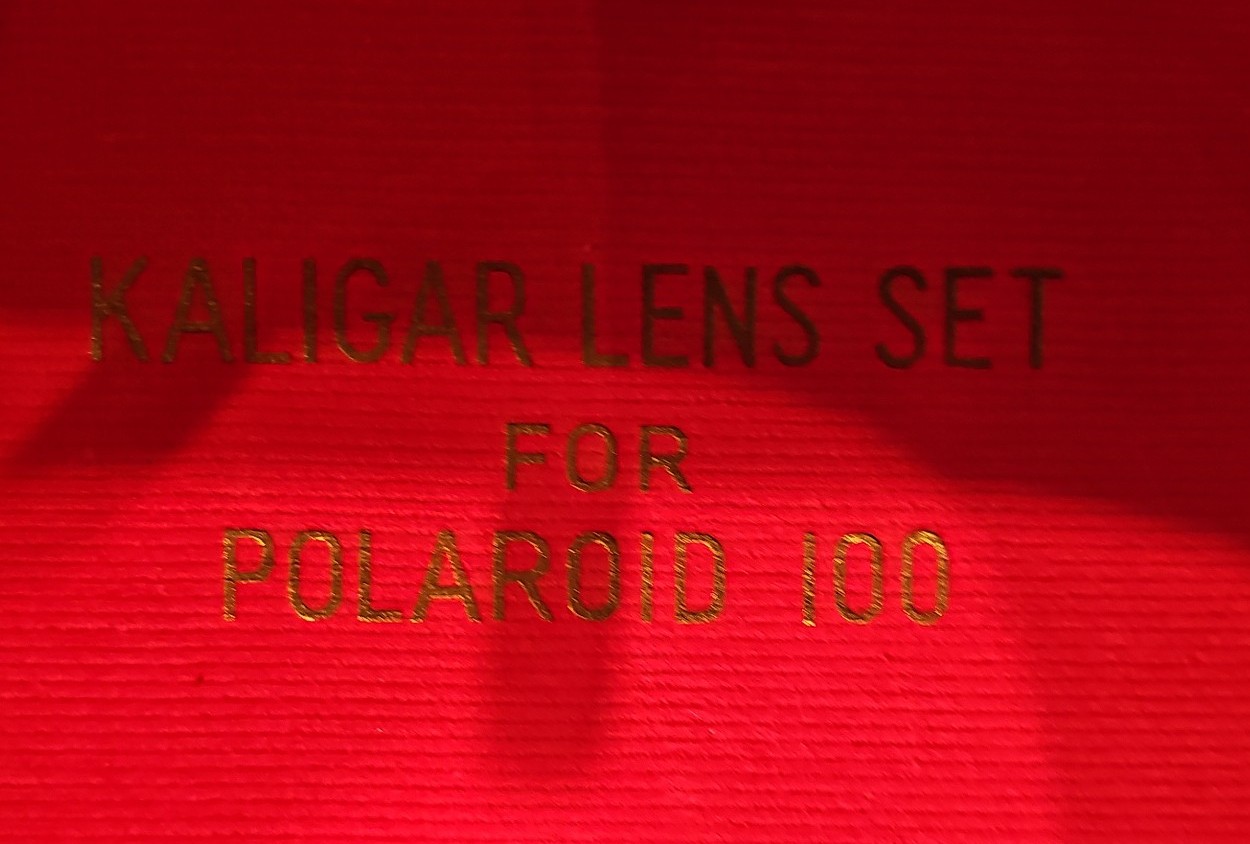 KALIGAR LENS SET
FOR
POLAROID 100